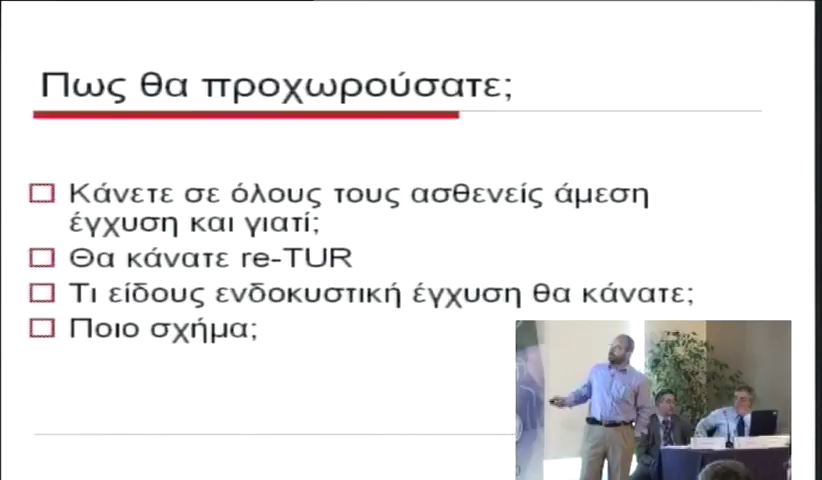 Πως θα προχωρούσατε;
Κάνετε σε όλους τους ασθενείς άμεση
έγχυση και γιατί;
Θα κάνατε re-TUR
Τι είδους ενδοκυστική έγχυση θα κάνατε;
Ποιο σχήμα;